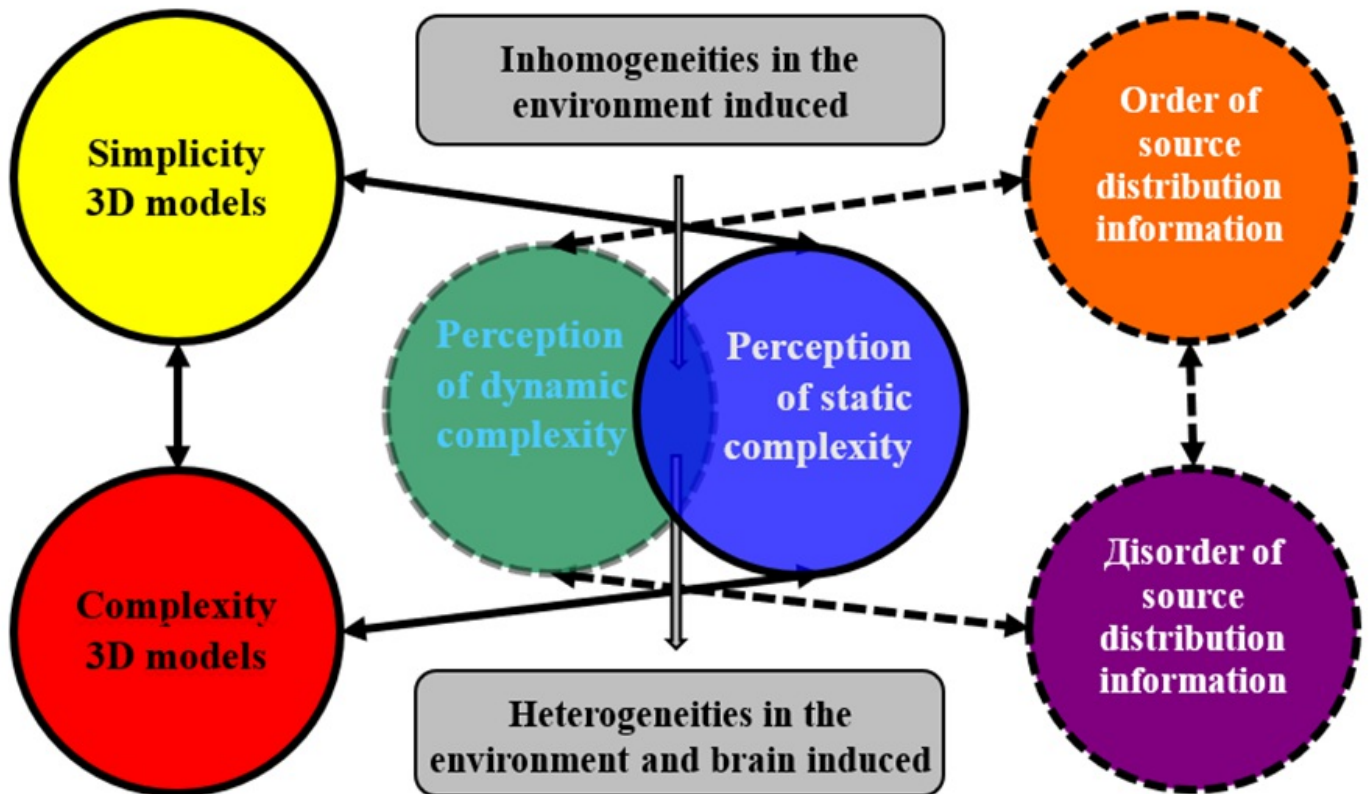 Inhomogeneities in the
environment induced
Simplicity
3D models
Order of
source
distribution
information
Perception
of dynamic
complexity
Perception
of static
complexity
Complexity
3D models
Дisorder of
source
distribution
information
Heterogeneities in the
environment and brain induced